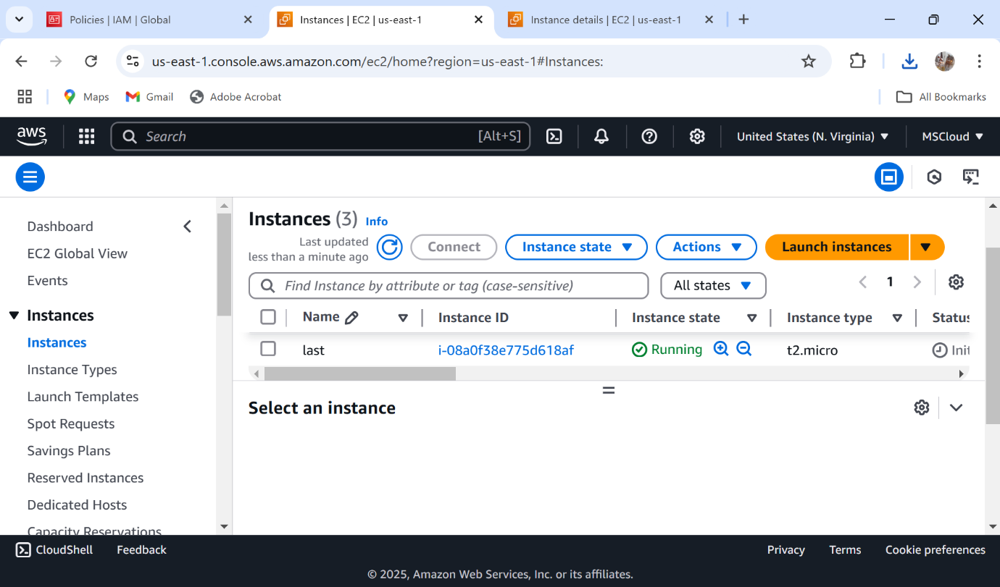 Policies | IAM | Global
Instances | EC2 | us-east-1
Instance details | EC2 | us-east-1
us-east-1.console.aws.amazon.com/ec2/home?region=us-east-1#Instances:
Maps
Gmail
Adobe Acrobat
All Bookmarks
aws
Search
[Alt+S]
United States (N. Virginia)
MSCloud
Dashboard
EC2 Global View
Events
Instances
Instances
Instance Types
Launch Templates
Spot Requests
Savings Plans
Reserved Instances
Dedicated Hosts
Capacity Reservations
Instances (3) Info
Last updated
less than a minute ago
Connect
Instance state
Actions
Launch instances
Find Instance by attribute or tag (case-sensitive)
All states
1
Name Instance ID Instance state Instance type Status
last i-08a0f38e775d618af Running t2.micro Init
Select an instance
CloudShell Feedback Privacy Terms Cookie preferences
© 2025, Amazon Web Services, Inc. or its affiliates.